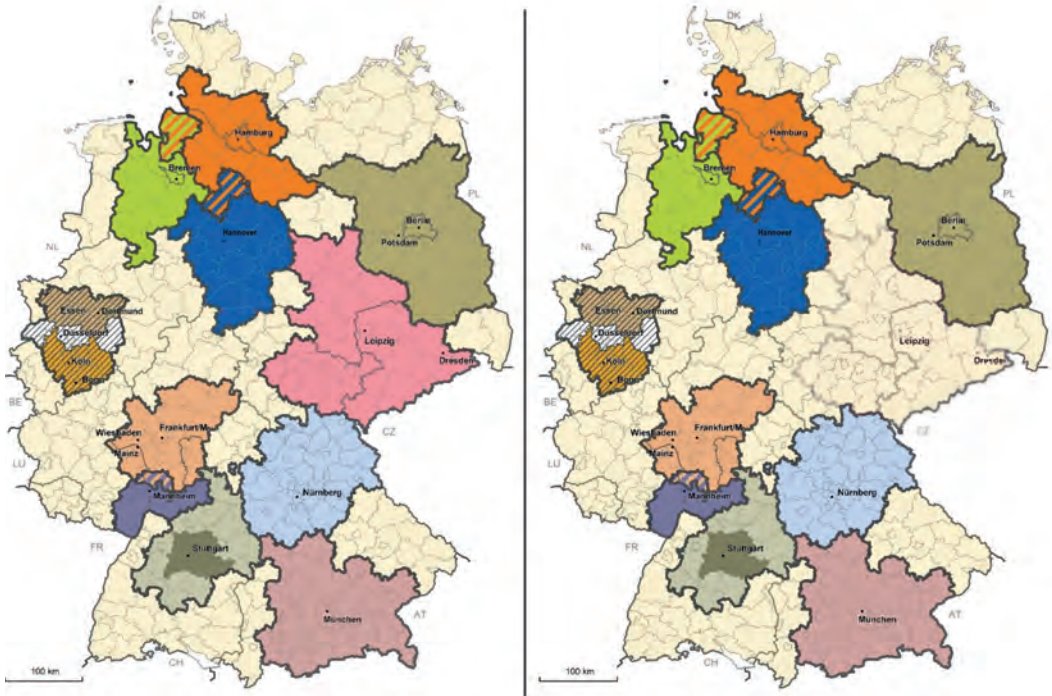 DK
Hamburg
Bremen
PL
Berlin
Potsdam
Hannover
NL
Essen
Dortmund
Düsseldorf
Köln
Bonn
Leipzig
Dresden
BE
Wiesbaden
Frankfurt/M.
Mainz
CZ
LU
Mannheim
Nürnberg
FR
Stuttgart
München
AT
CH
100 km
DK
Hamburg
Bremen
PL
Berlin
Potsdam
Hannover
NL
Essen
Dortmund
Düsseldorf
Köln
Bonn
Leipzig
Dresden
BE
Wiesbaden
Frankfurt/M.
Mainz
CZ
LU
Mannheim
Nürnberg
FR
Stuttgart
München
AT
CH
100 km